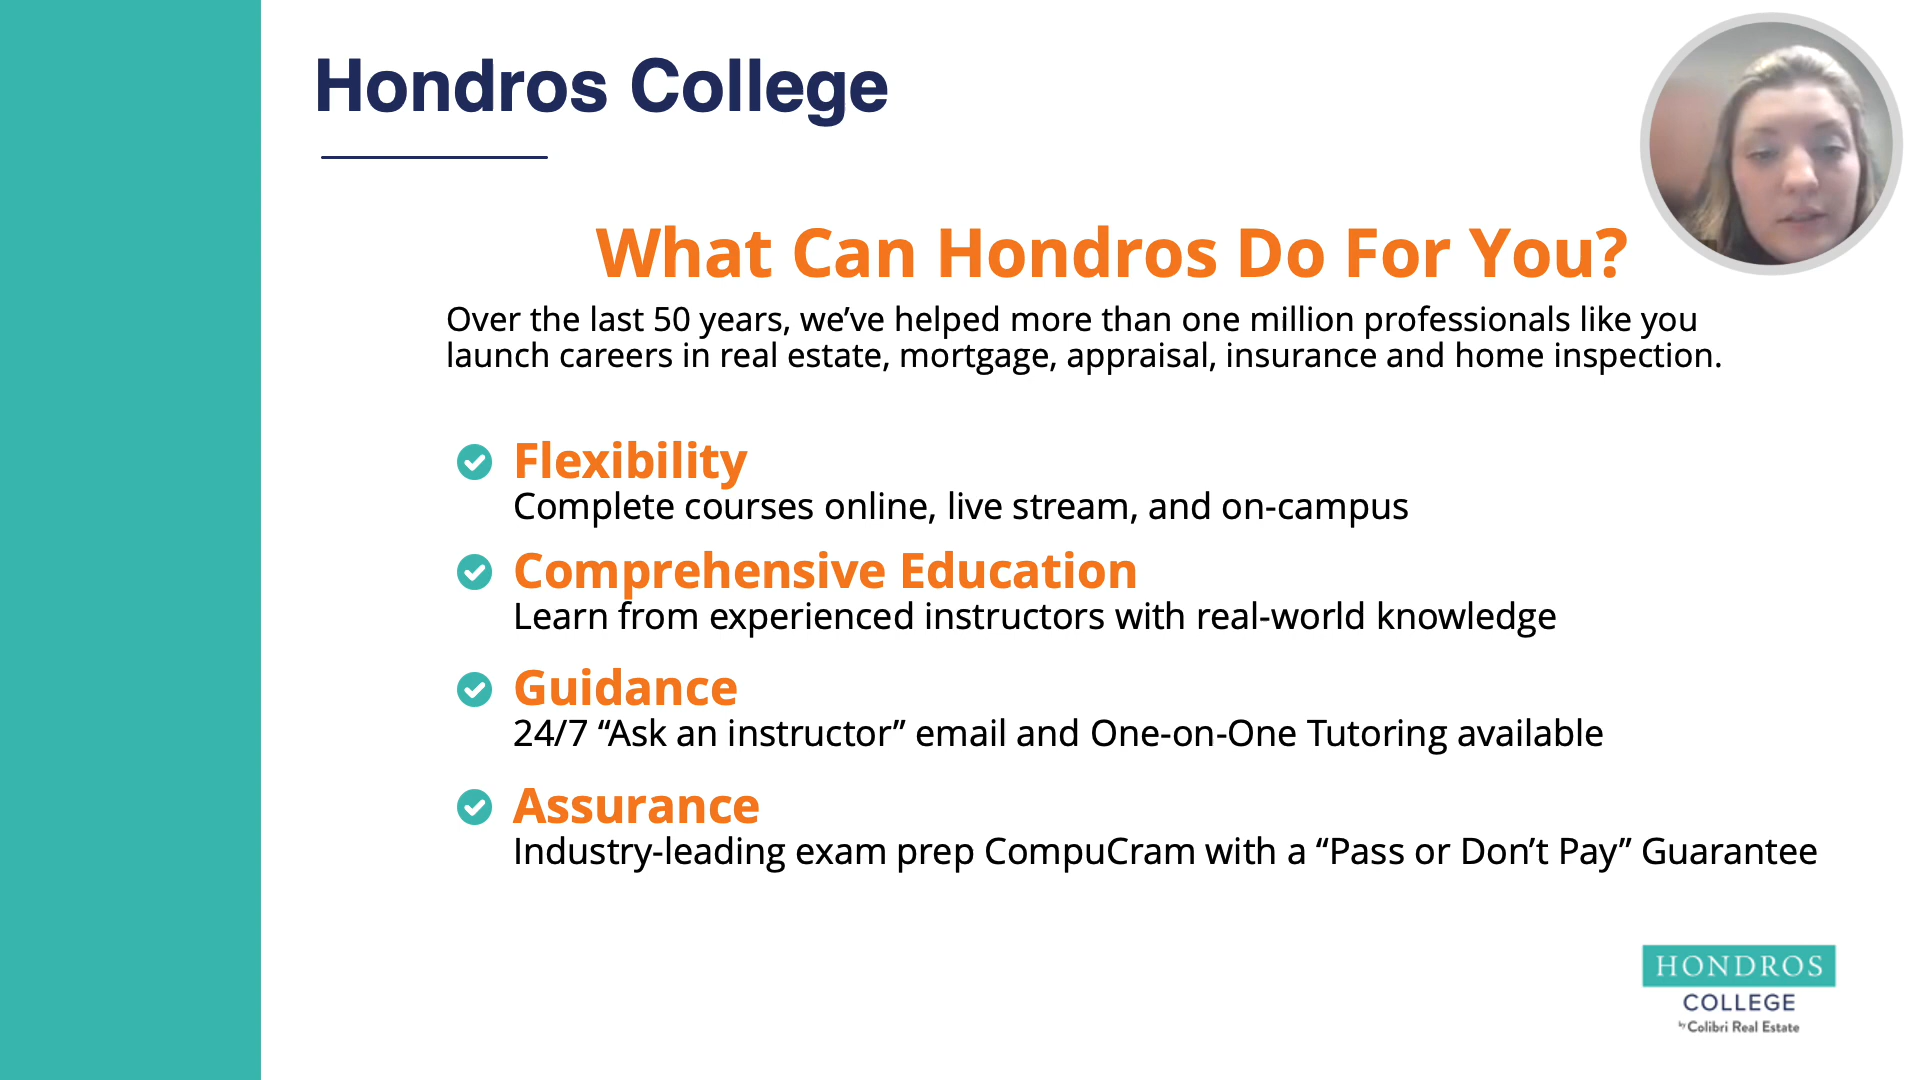 Hondros College
What Can Hondros Do For You?
Over the last 50 years, we’ve helped more than one million professionals like you
launch careers in real estate, mortgage, appraisal, insurance and home inspection.
Flexibility
Complete courses online, live stream, and on-campus
Comprehensive Education
Learn from experienced instructors with real-world knowledge
Guidance
24/7 “Ask an instructor” email and One-on-One Tutoring available
Assurance
Industry-leading exam prep CompuCram with a “Pass or Don’t Pay” Guarantee
HONDROS
COLLEGE
by Colibri Real Estate